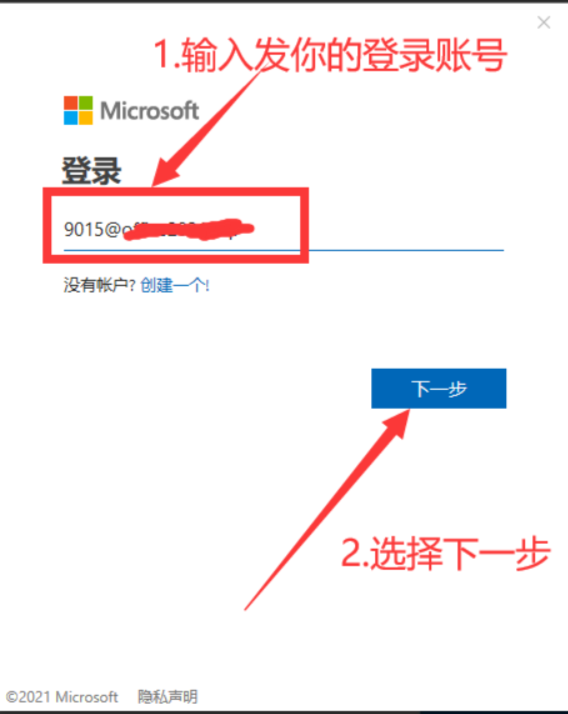 1.输入发你的登录账号
Microsoft
登录
9015@
没有帐户? 创建一个!
下一步
2.选择下一步
©2021 Microsoft 隐私声明